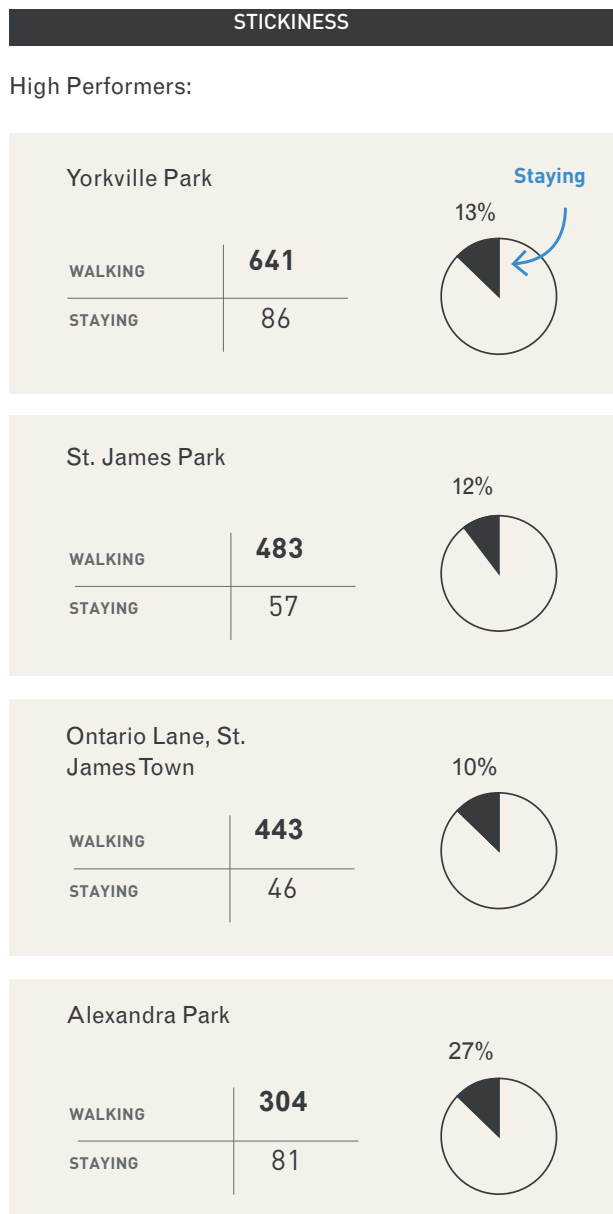 STICKINESS
High Performers:
Yorkville Park
Staying
13%
WALKING 641
STAYING 86
St. James Park
12%
WALKING 483
STAYING 57
Ontario Lane, St.
James Town
10%
WALKING 443
STAYING 46
Alexandra Park
27%
WALKING 304
STAYING 81